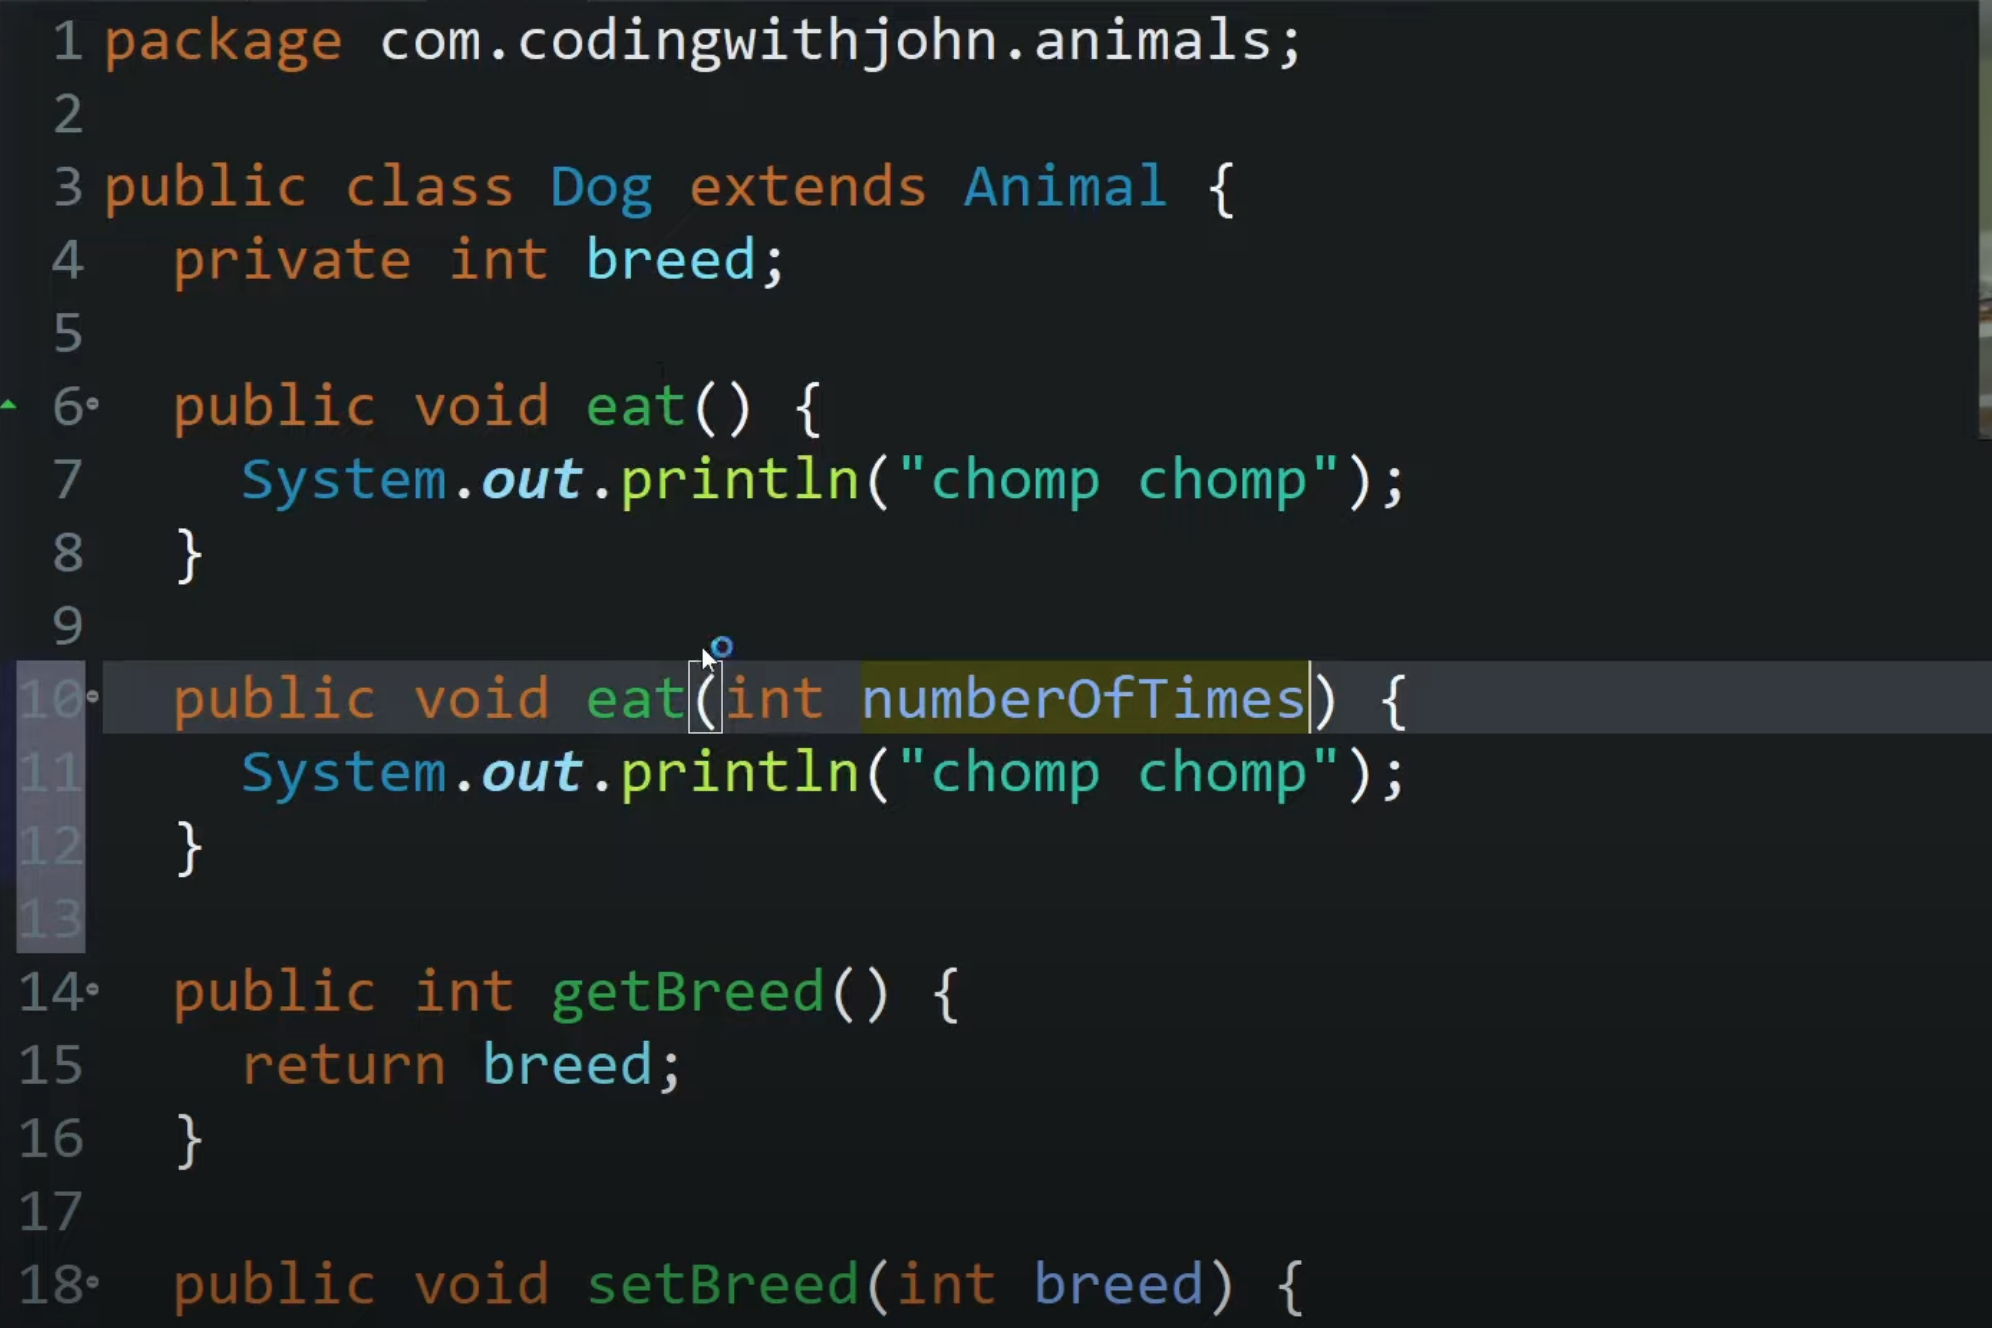 1 package com.codingwithjohn.animals;
2
3 public class Dog extends Animal {
4   private int breed;
5
6   public void eat() {
7     System.out.println("chomp chomp");
8   }
9
10   public void eat(int numberOfTimes) {
11     System.out.println("chomp chomp");
12   }
13
14   public int getBreed() {
15     return breed;
16   }
17
18   public void setBreed(int breed) {